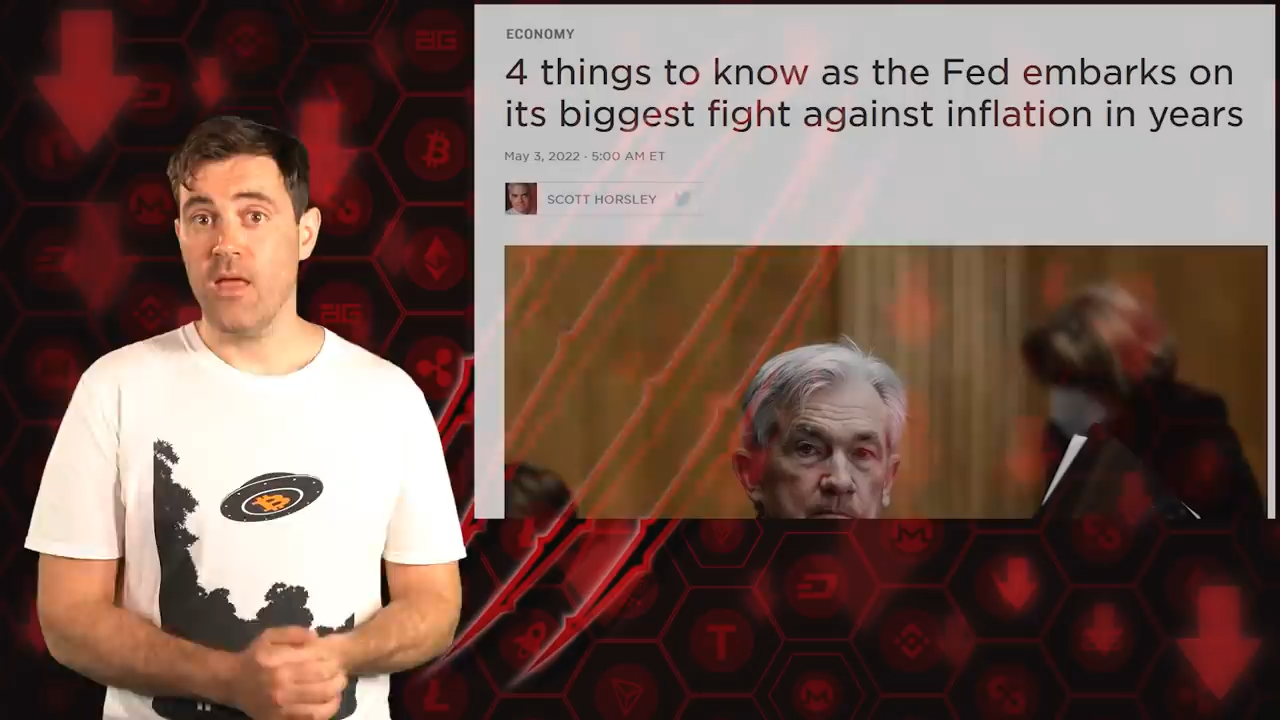 ECONOMY
4 things to know as the Fed embarks on
its biggest fight against inflation in years
May 3, 2022 · 5:00 AM ET
SCOTT HORSLEY